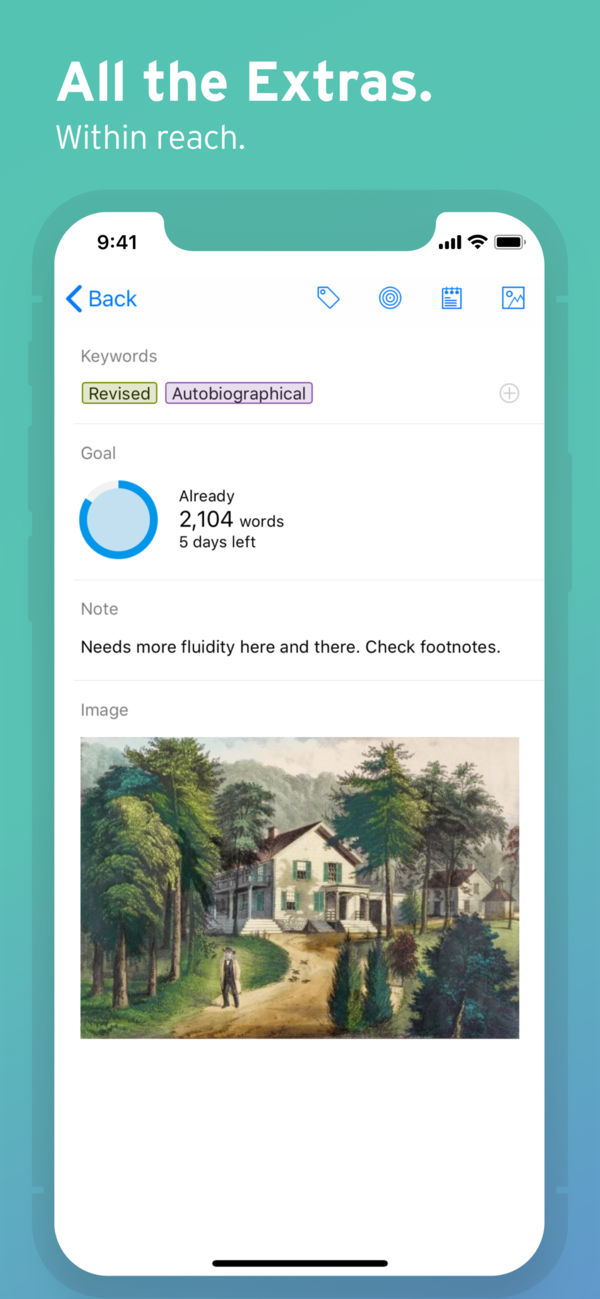 All the Extras.
Within reach.
9:41
Back
Keywords
Revised Autobiographical
Goal
Already
2,104 words
5 days left
Note
Needs more fluidity here and there. Check footnotes.
Image